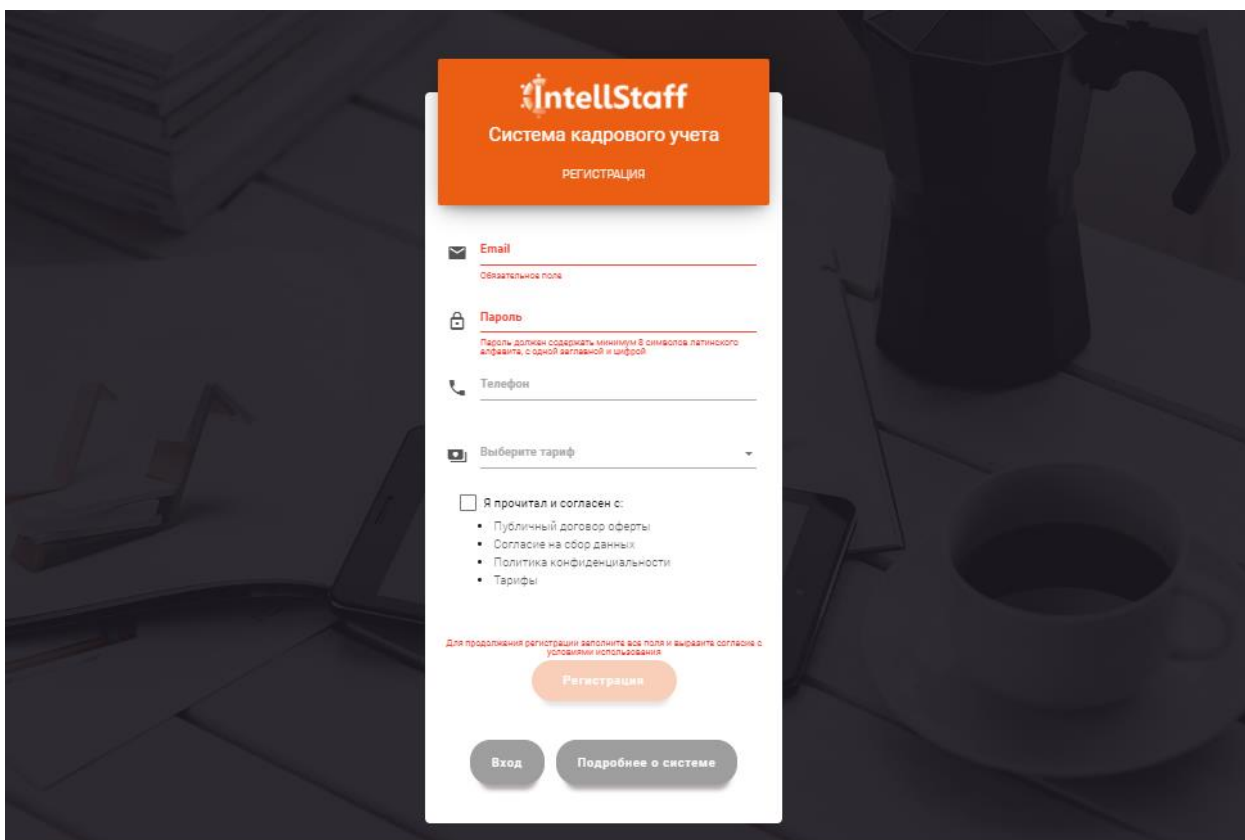 IntellStaff
Система кадрового учета
РЕГИСТРАЦИЯ
Email
Обязательное поле
Пароль
Пароль должен содержать минимум 8 символов латинского
алфавита, с одной заглавной и цифрой
Телефон
Выберите тариф
Я прочитал и согласен с:
Публичный договор оферты
Согласие на сбор данных
Политика конфиденциальности
Тарифы
Для продолжения регистрации заполните все поля и выразите согласие с
условиями использования
Регистрация
Вход
Подробнее о системе